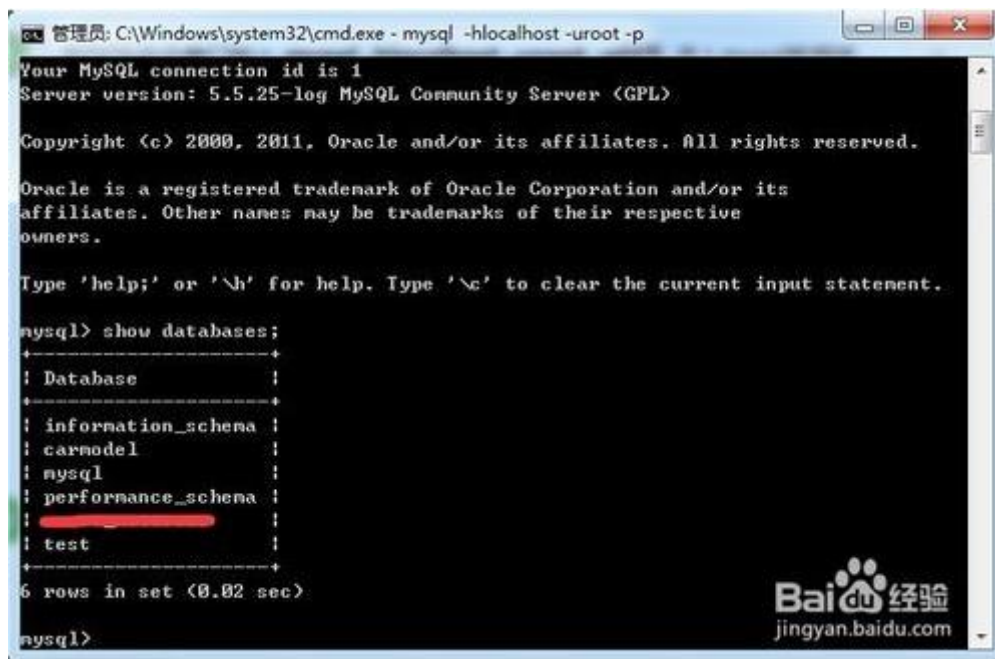 管理员: C:\Windows\system32\cmd.exe - mysql -hlocalhost -uroot -p
Your MySQL connection id is 1
Server version: 5.5.25-log MySQL Community Server (GPL)
Copyright (c) 2000, 2011, Oracle and/or its affiliates. All rights reserved.
Oracle is a registered trademark of Oracle Corporation and/or its
affiliates. Other names may be trademarks of their respective
owners.
Type 'help;' or '\h' for help. Type '\c' to clear the current input statement.
mysql> show databases;
+--------------------+
| Database           |
+--------------------+
| information_schema |
| carmodel           |
| mysql              |
| performance_schema |
| test               |
+--------------------+
6 rows in set (0.02 sec)
mysql>
Bai du 经验
jingyan.baidu.com